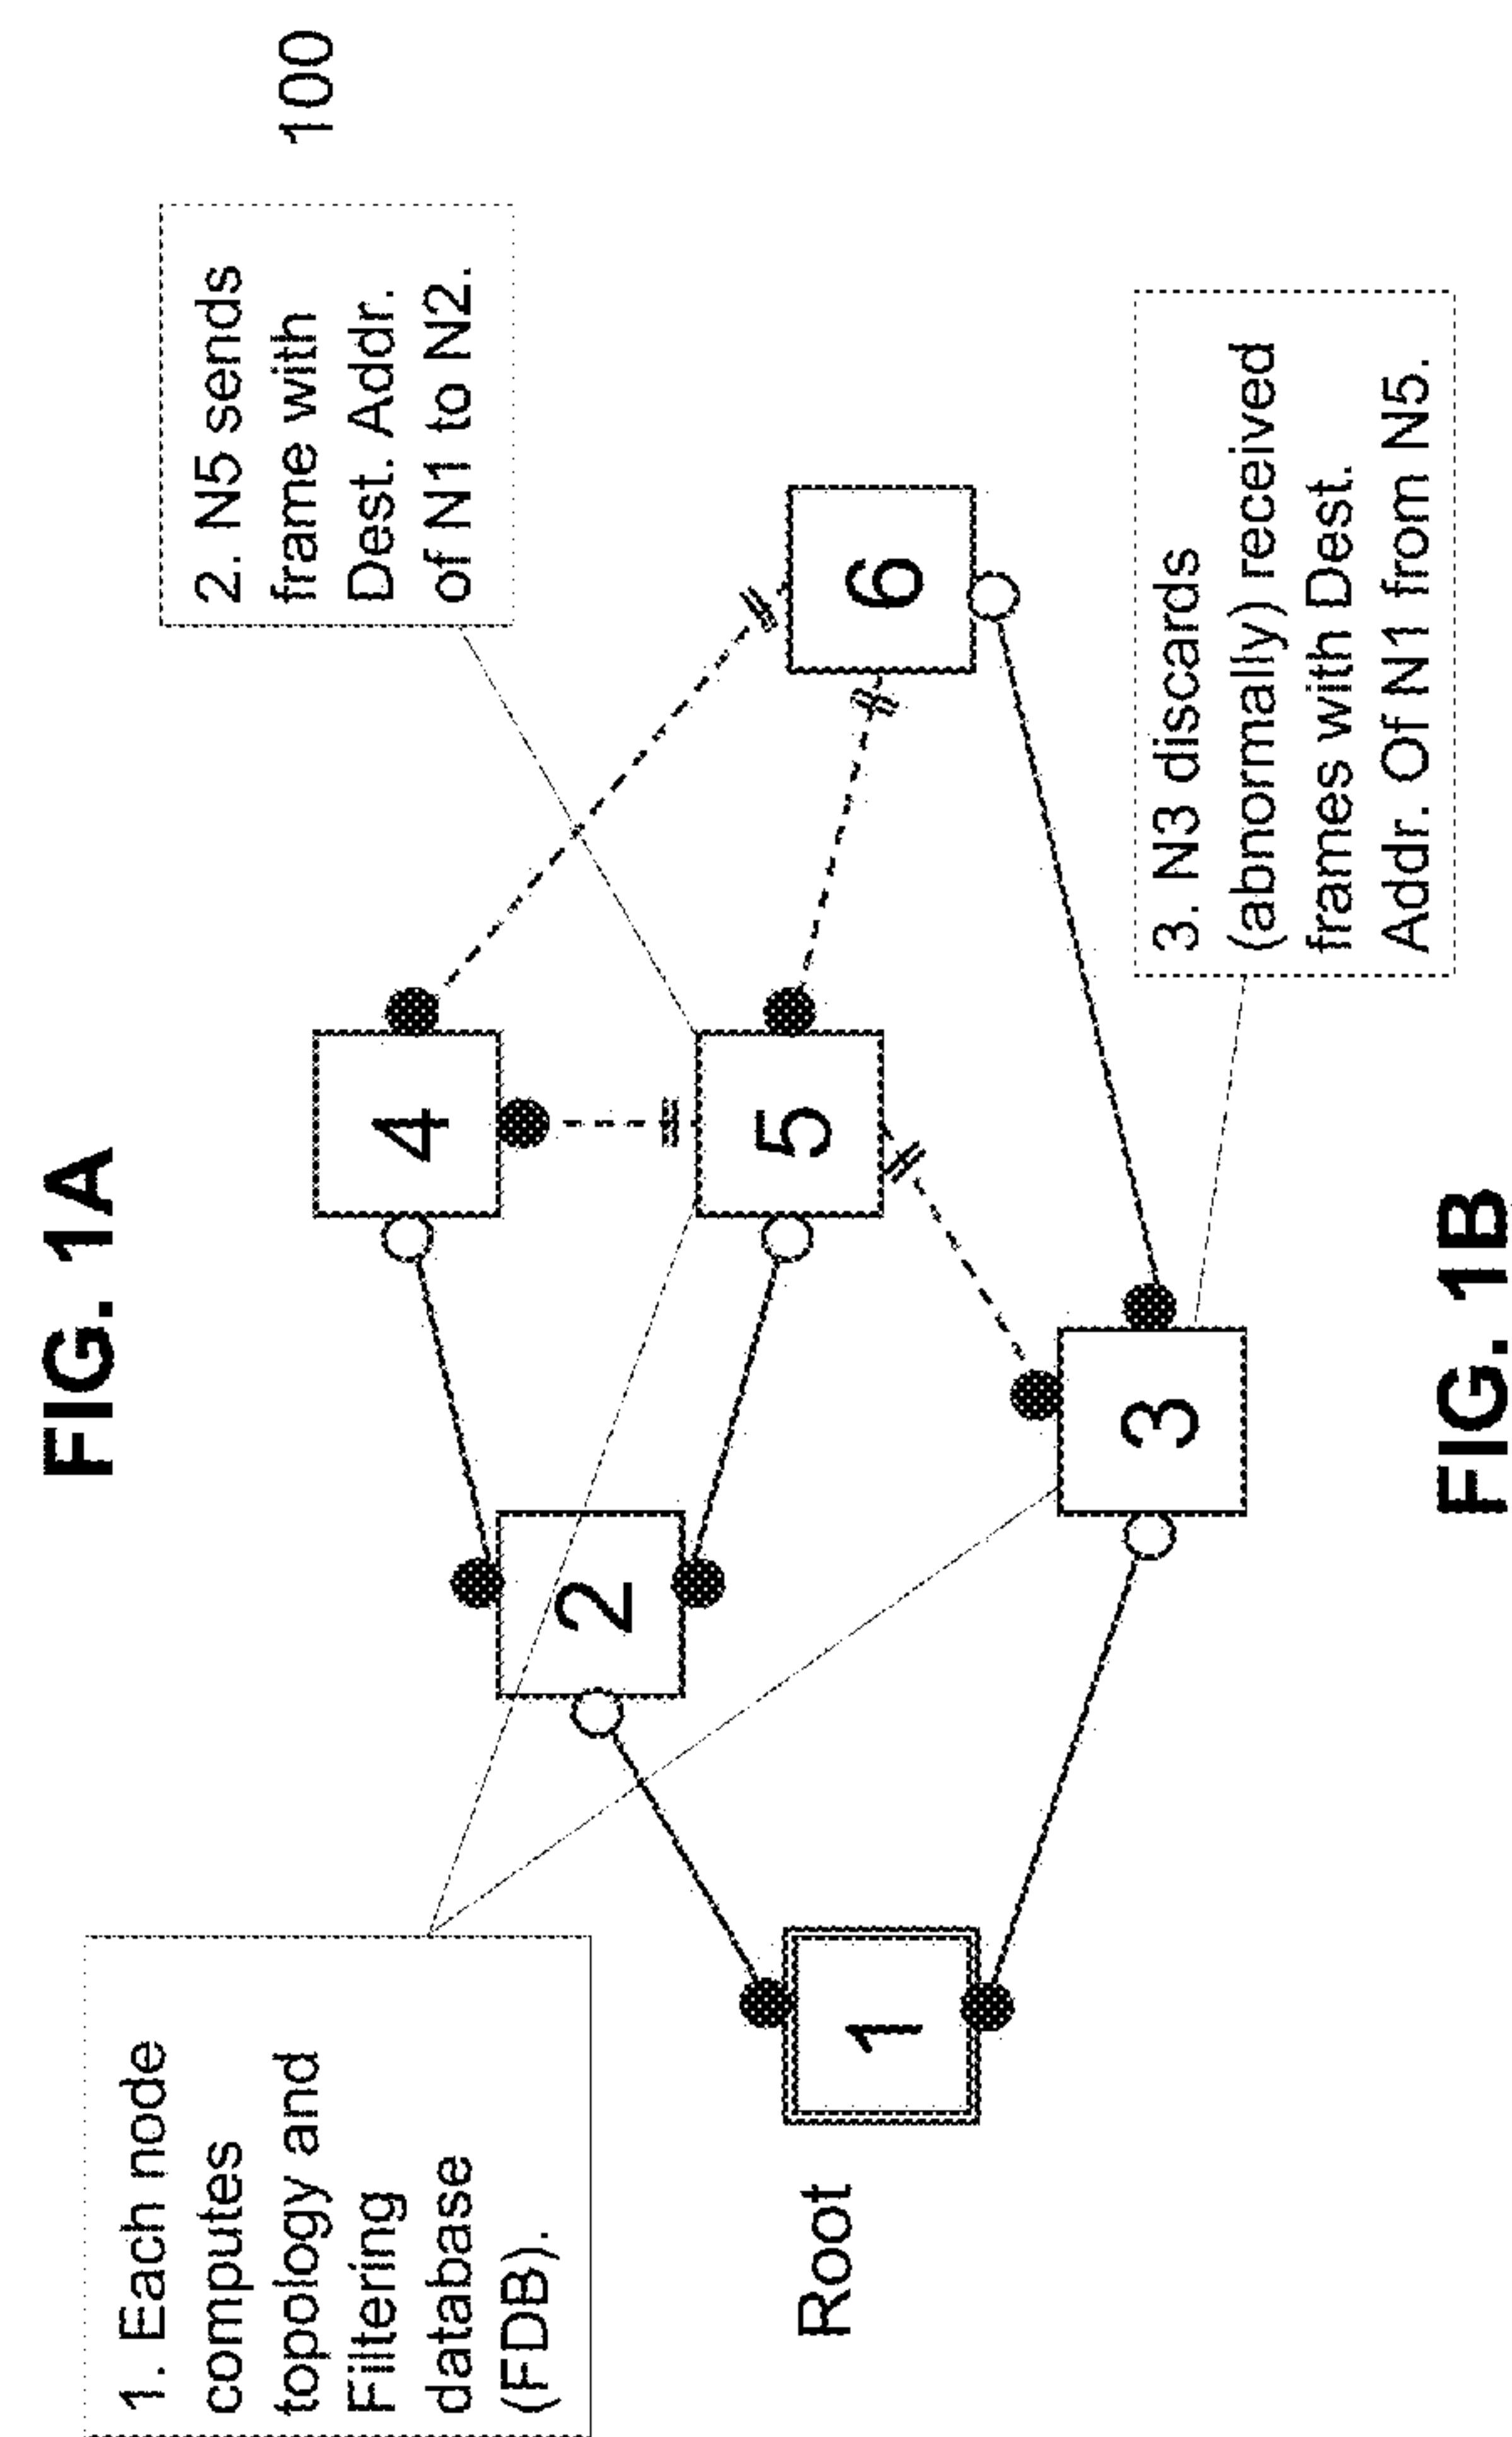 FIG. 1A
100
1. Each node
computes
topology and
Filtering
database
(FDB).
2. N5 sends
frame with
Dest. Addr.
of N1 to N2.
4
2
5
Root
1
6
3
3. N3 discards
(abnormally) received
frames with Dest.
Addr. Of N1 from N5.
FIG. 1B